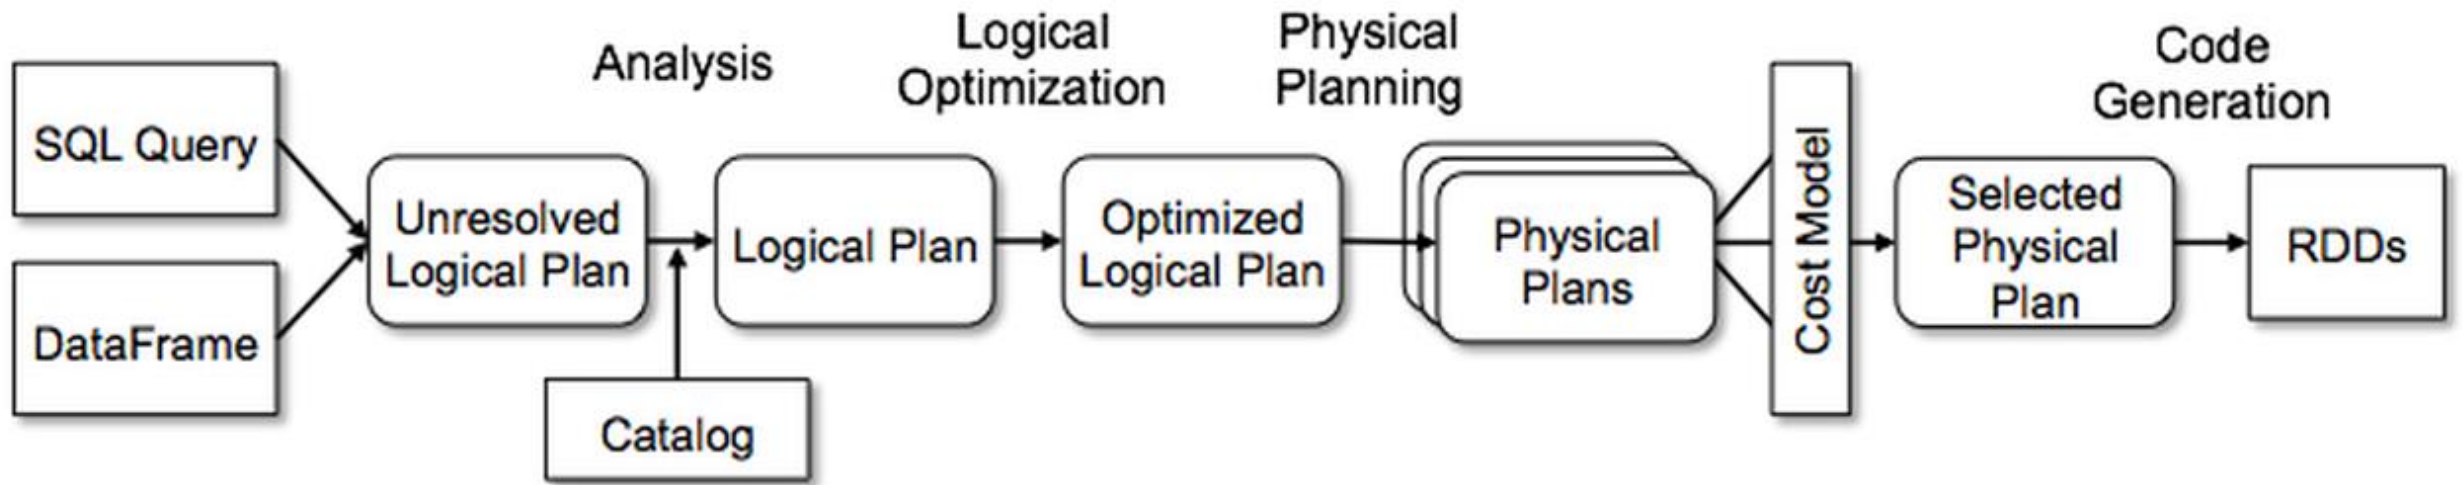 Analysis
Logical
Optimization
Physical
Planning
Code
Generation
SQL Query
DataFrame
Unresolved
Logical Plan
Catalog
Logical Plan
Optimized
Logical Plan
Physical
Plans
Cost Model
Selected
Physical
Plan
RDDs